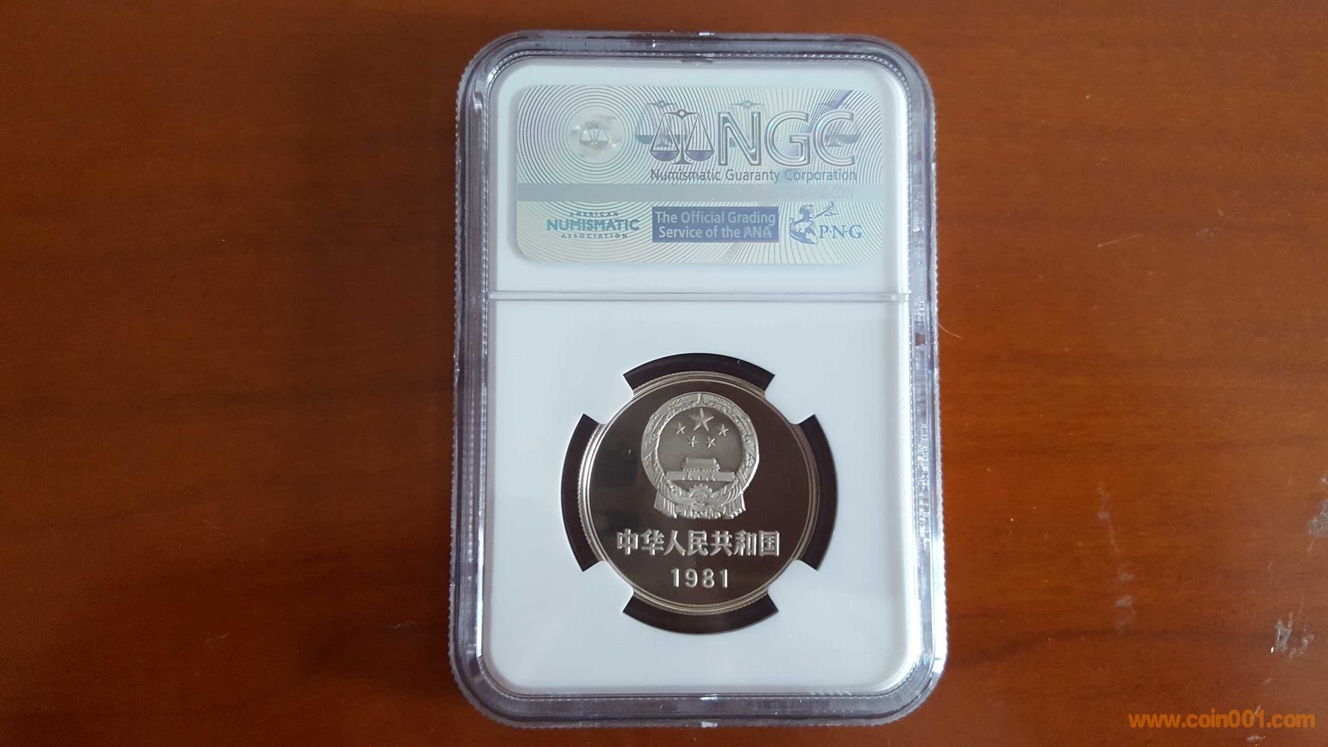 NGC
Numismatic Guaranty Corporation
AMERICAN
NUMISMATIC
ASSOCIATION
The Official Grading
Service of the ANA
PNG
中华人民共和国
1981
www.coin001.com